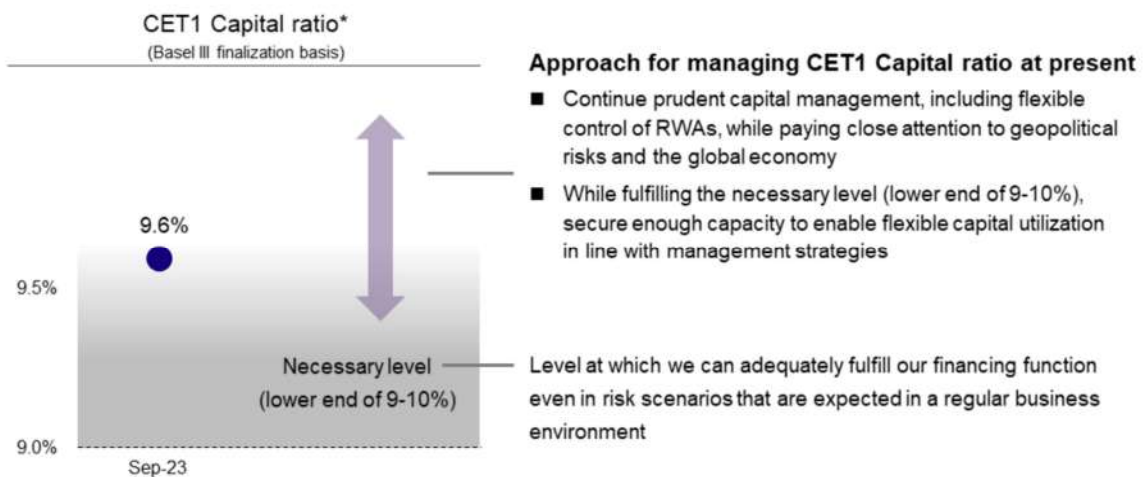 CET1 Capital ratio*
(Basel III finalization basis)
9.6%
9.5%
Necessary level
(lower end of 9-10%)
9.0%
Sep-23
Approach for managing CET1 Capital ratio at present
■ Continue prudent capital management, including flexible
control of RWAs, while paying close attention to geopolitical
risks and the global economy
■ While fulfilling the necessary level (lower end of 9-10%),
secure enough capacity to enable flexible capital utilization
in line with management strategies
Level at which we can adequately fulfill our financing function
even in risk scenarios that are expected in a regular business
environment